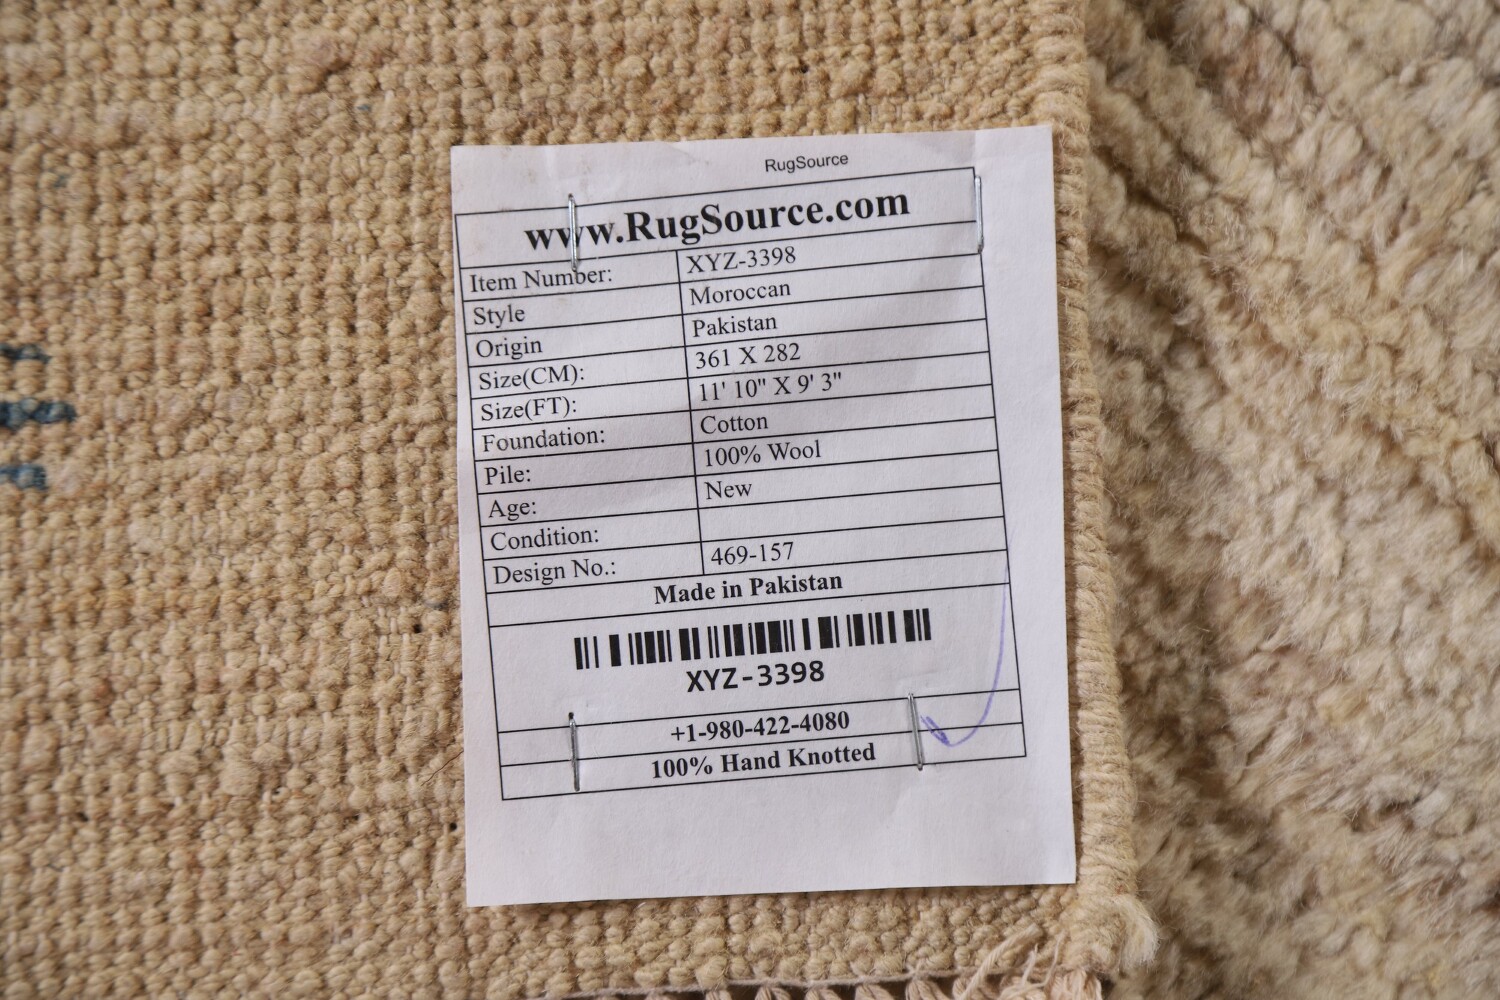 RugSource
www.RugSource.com
Item Number: XYZ-3398
Style Moroccan
Origin Pakistan
Size(CM): 361 X 282
Size(FT): 11' 10" X 9' 3"
Foundation: Cotton
Pile: 100% Wool
Age: New
Condition:
Design No.: 469-157
Made in Pakistan
XYZ-3398
+1-980-422-4080
100% Hand Knotted